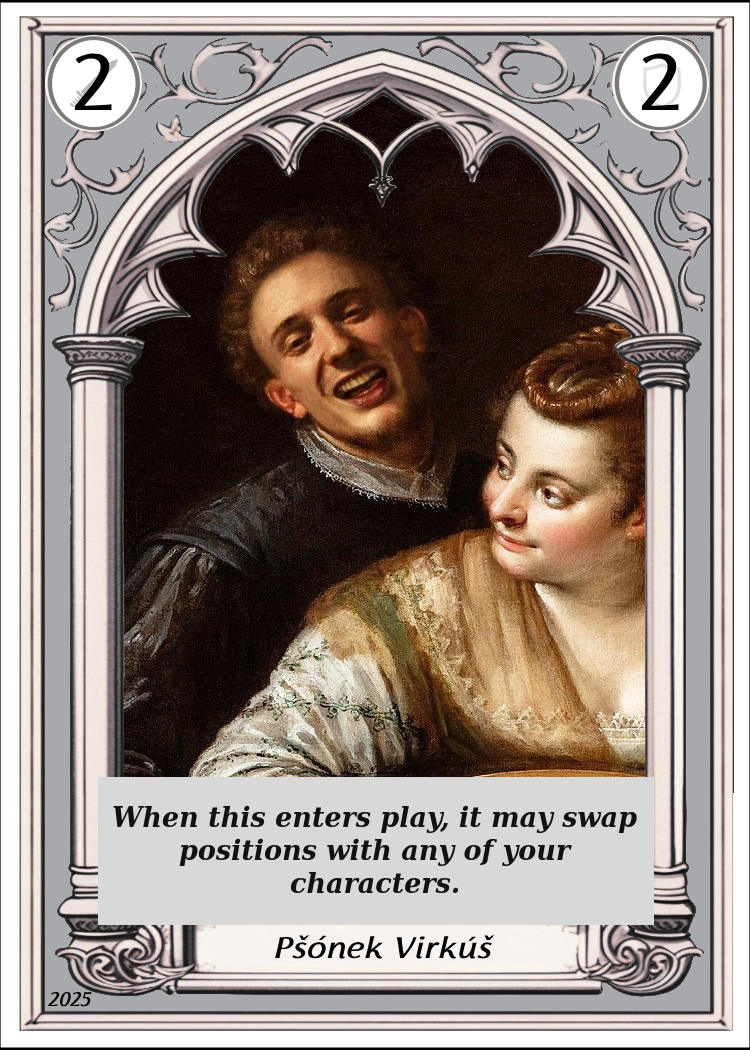 2
2
When this enters play, it may swap
positions with any of your
characters.
Pšónek Virkúš
2025